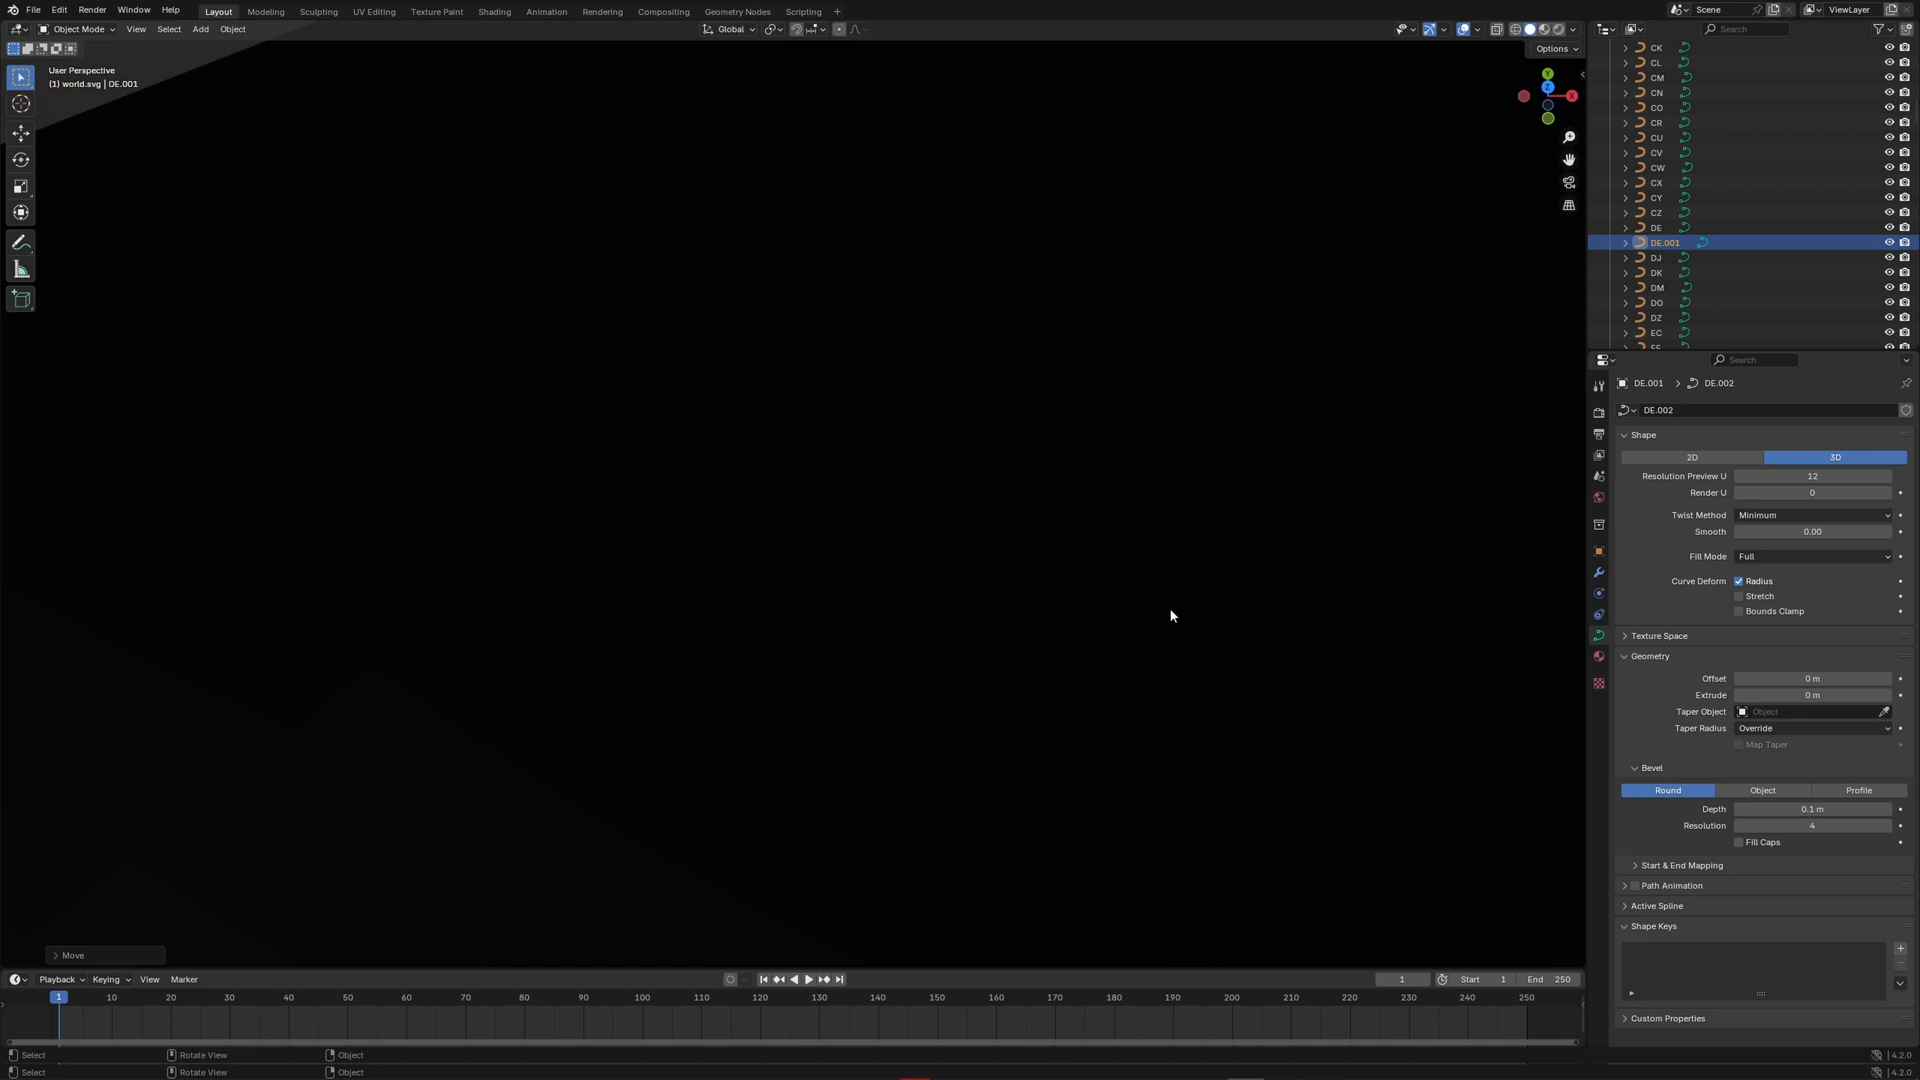 File Edit Render Window Help Layout Modeling Sculpting UV Editing Texture Paint Shading Animation Rendering Compositing Geometry Nodes Scripting +
Scene ViewLayer
Object Mode View Select Add Object Global
Search
Options
User Perspective
(1) world.svg | DE.001
Y
Z
X
CK
CL
CM
CN
CO
CR
CU
CV
CW
CX
CY
CZ
DE
DE.001
DJ
DK
DM
DO
DZ
EC
Search
DE.001 > DE.002
DE.002
Shape
2D 3D
Resolution Preview U 12
Render U 0
Twist Method Minimum
Smooth 0.00
Fill Mode Full
Curve Deform Radius
Stretch
Bounds Clamp
Texture Space
Geometry
Offset 0 m
Extrude 0 m
Taper Object Object
Taper Radius Override
Map Taper
Bevel
Round Object Profile
Depth 0.1 m
Resolution 4
Fill Caps
Start & End Mapping
Path Animation
Active Spline
Shape Keys
Custom Properties
Move
Playback Keying View Marker 1 Start 1 End 250
1 10 20 30 40 50 60 70 80 90 100 110 120 130 140 150 160 170 180 190 200 210 220 230 240 250
Select Rotate View Object 4.2.0
Select Rotate View Object 4.2.0